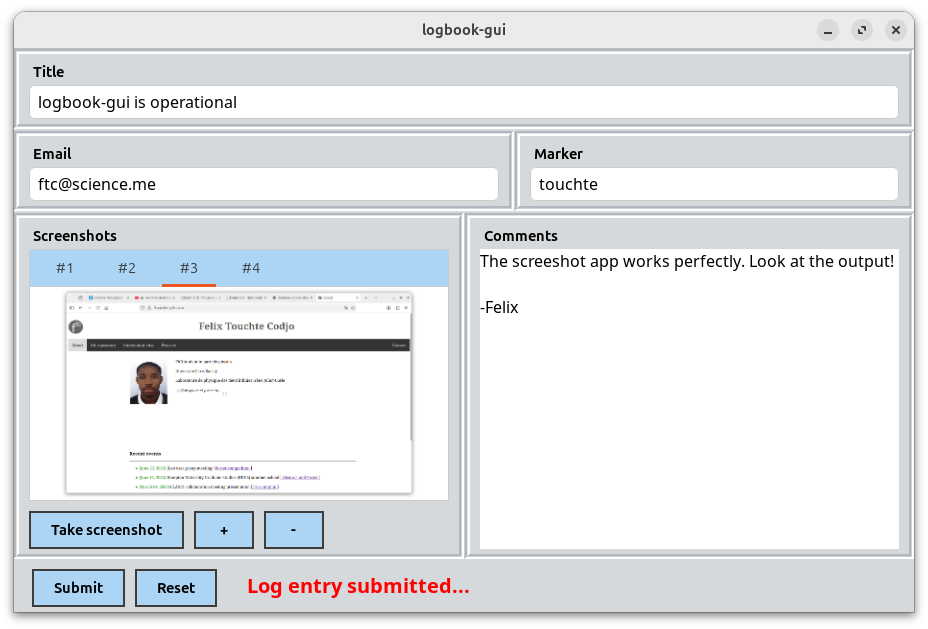 logbook-gui
Title
logbook-gui is operational
Email
Marker
ftc@science.me
touchte
Screenshots
#1 #2 #3 #4
Felix Touchte Codjo
Recent events
Take screenshot + -
Comments
The screeshot app works perfectly. Look at the output!
-Felix
Submit Reset Log entry submitted...